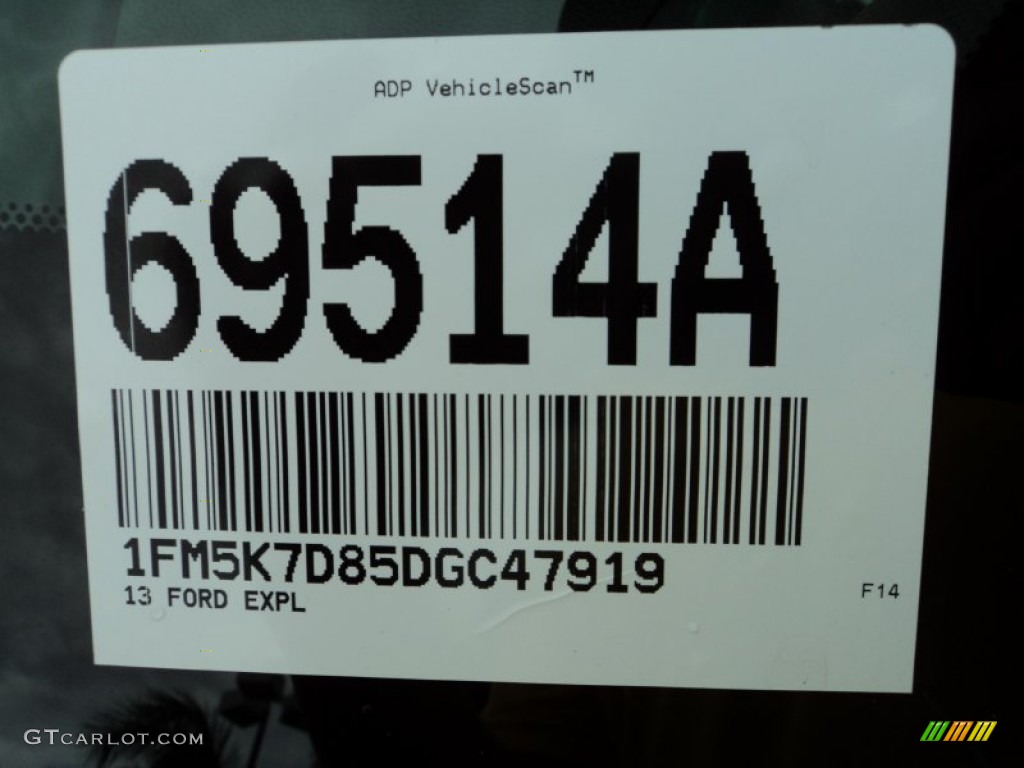 ADP VehicleScan™
69514A
1FM5K7D85DGC47919
13 FORD EXPL
F14
GTCARLOT.COM